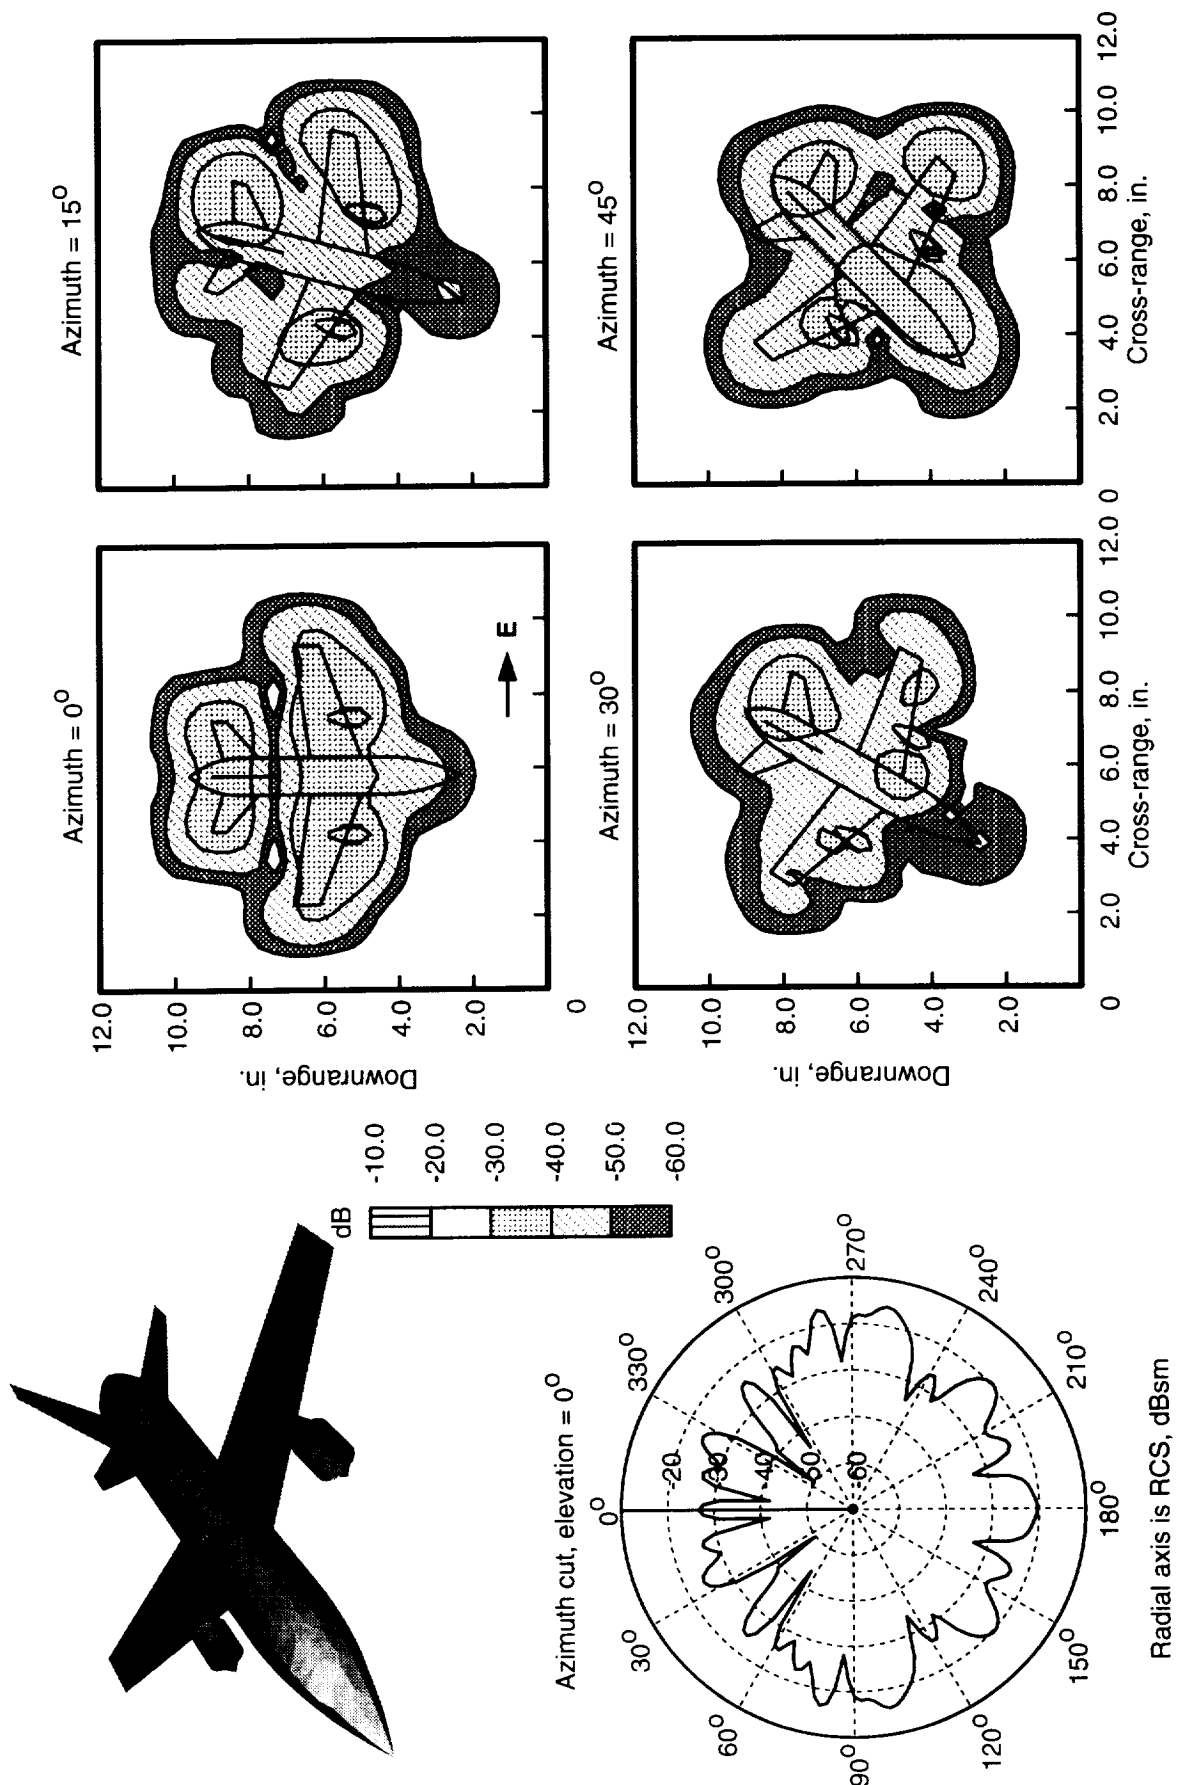 Azimuth cut, elevation = 0°
0°
330°
300°
270°
240°
210°
180°
150°
120°
90°
60°
30°
-20
-30
-40
-50
-60
Radial axis is RCS, dBsm
dB
-10.0
-20.0
-30.0
-40.0
-50.0
-60.0
Azimuth = 0°
Downrange, in.
12.0
10.0
8.0
6.0
4.0
2.0
0
E
Azimuth = 15°
Azimuth = 30°
Downrange, in.
12.0
10.0
8.0
6.0
4.0
2.0
0
2.0 4.0 6.0 8.0 10.0 12.0
Cross-range, in.
Azimuth = 45°
0 2.0 4.0 6.0 8.0 10.0 12.0
Cross-range, in.